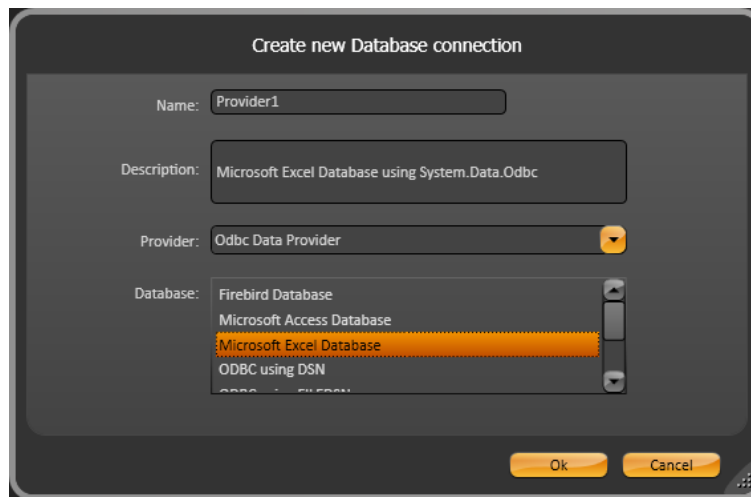 Create new Database connection
Name: Provider1
Description: Microsoft Excel Database using System.Data.Odbc
Provider: Odbc Data Provider
Database: Firebird Database
Microsoft Access Database
Microsoft Excel Database
ODBC using DSN
Ok Cancel